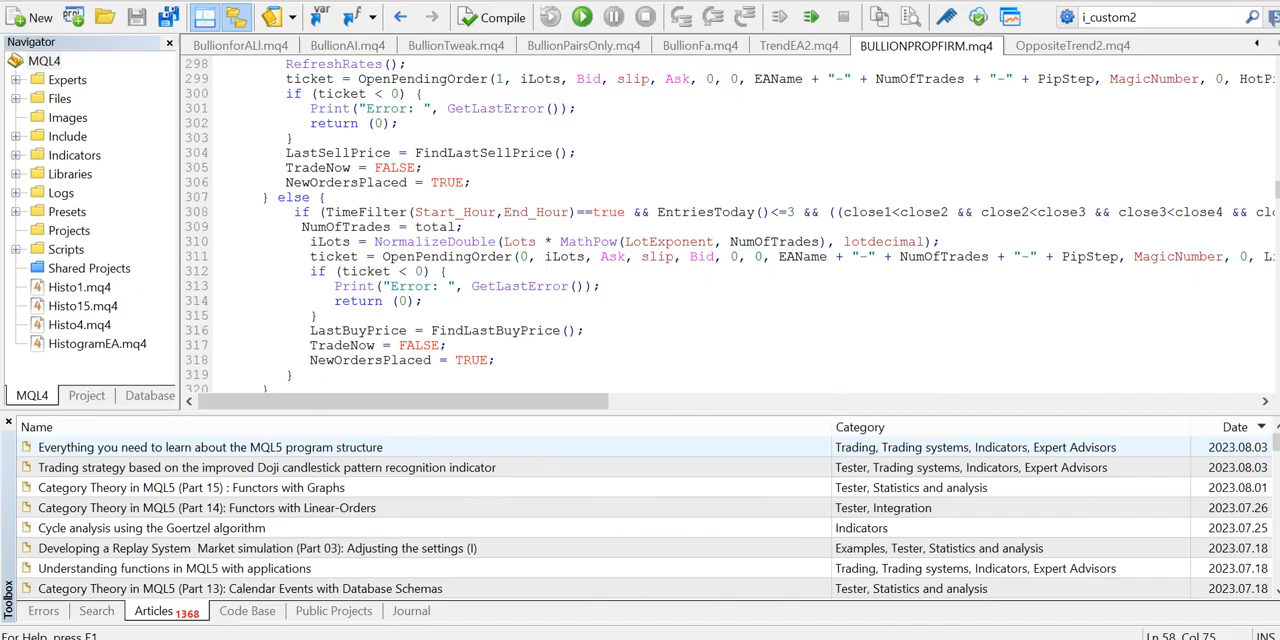 New proj var f Compile i_custom2
Navigator ×
BullionforALl.mq4 BullionAI.mq4 BullionTweak.mq4 BullionPairsOnly.mq4 BullionFa.mq4 TrendEA2.mq4 BULLIONPROPFIRM.mq4 OppositeTrend2.mq4
MQL4
Experts
Files
Images
Include
Indicators
Libraries
Logs
Presets
Projects
Scripts
Shared Projects
Histo1.mq4
Histo15.mq4
Histo4.mq4
HistogramEA.mq4
MQL4 Project Database
298 RefreshRates();
299 ticket = OpenPendingOrder(1, iLots, Bid, slip, Ask, 0, 0, EAName + "-" + NumOfTrades + "-" + PipStep, MagicNumber, 0, HotPi
300 if (ticket < 0) {
301 Print("Error: ", GetLastError());
302 return (0);
303 }
304 LastSellPrice = FindLastSellPrice();
305 TradeNow = FALSE;
306 NewOrdersPlaced = TRUE;
307 } else {
308 if (TimeFilter(Start_Hour,End_Hour)==true && EntriesToday()<=3 && ((close1<close2 && close2<close3 && close3<close4 && clo
309 NumOfTrades = total;
310 iLots = NormalizeDouble(Lots * MathPow(LotExponent, NumOfTrades), lotdecimal);
311 ticket = OpenPendingOrder(0, iLots, Ask, slip, Bid, 0, 0, EAName + "-" + NumOfTrades + "-" + PipStep, MagicNumber, 0, Li
312 if (ticket < 0) {
313 Print("Error: ", GetLastError());
314 return (0);
315 }
316 LastBuyPrice = FindLastBuyPrice();
317 TradeNow = FALSE;
318 NewOrdersPlaced = TRUE;
319 }
320 }
Name Category Date
Everything you need to learn about the MQL5 program structure Trading, Trading systems, Indicators, Expert Advisors 2023.08.03
Trading strategy based on the improved Doji candlestick pattern recognition indicator Tester, Trading systems, Indicators, Expert Advisors 2023.08.03
Category Theory in MQL5 (Part 15) : Functors with Graphs Tester, Statistics and analysis 2023.08.01
Category Theory in MQL5 (Part 14): Functors with Linear-Orders Tester, Integration 2023.07.26
Cycle analysis using the Goertzel algorithm Indicators 2023.07.25
Developing a Replay System Market simulation (Part 03): Adjusting the settings (I) Examples, Tester, Statistics and analysis 2023.07.18
Understanding functions in MQL5 with applications Trading, Trading systems, Indicators, Expert Advisors 2023.07.18
Category Theory in MQL5 (Part 13): Calendar Events with Database Schemas Tester, Statistics and analysis 2023.07.18
Toolbox
Errors Search Articles 1368 Code Base Public Projects Journal
For Help, press F1 Ln 58, Col 75 INS